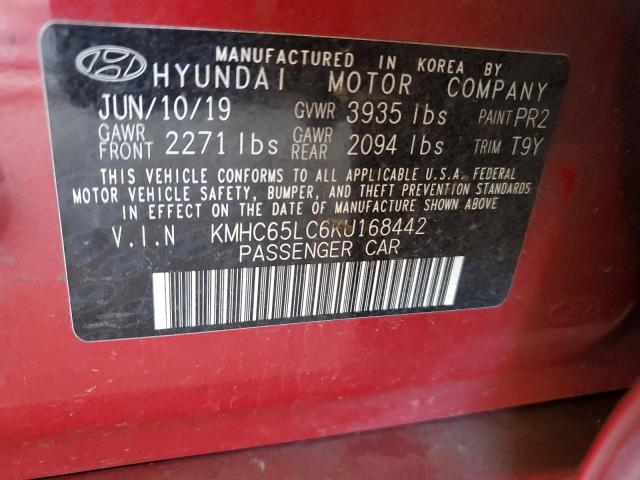 MANUFACTURED IN KOREA BY
HYUNDAI MOTOR COMPANY
JUN/10/19 GVWR 3935 lbs PAINT PR2
GAWR FRONT 2271 lbs GAWR REAR 2094 lbs TRIM T9Y
THIS VEHICLE CONFORMS TO ALL APPLICABLE U.S.A. FEDERAL
MOTOR VEHICLE SAFETY, BUMPER, AND THEFT PREVENTION STANDARDS
IN EFFECT ON THE DATE OF MANUFACTURE SHOWN ABOVE
V.I.N KMHC65LC6KU168442
PASSENGER CAR